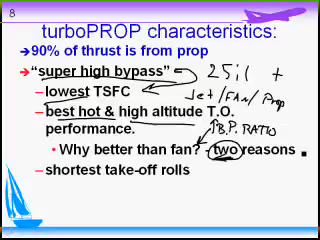 8
turboPROP characteristics:
90% of thrust is from prop
"super high bypass" 25:1 +
–lowest TSFC Jet/FAN/Prop
–best hot & high altitude T.O.
performance. ↑B.P. RATIO
• Why better than fan? - two reasons
–shortest take-off rolls